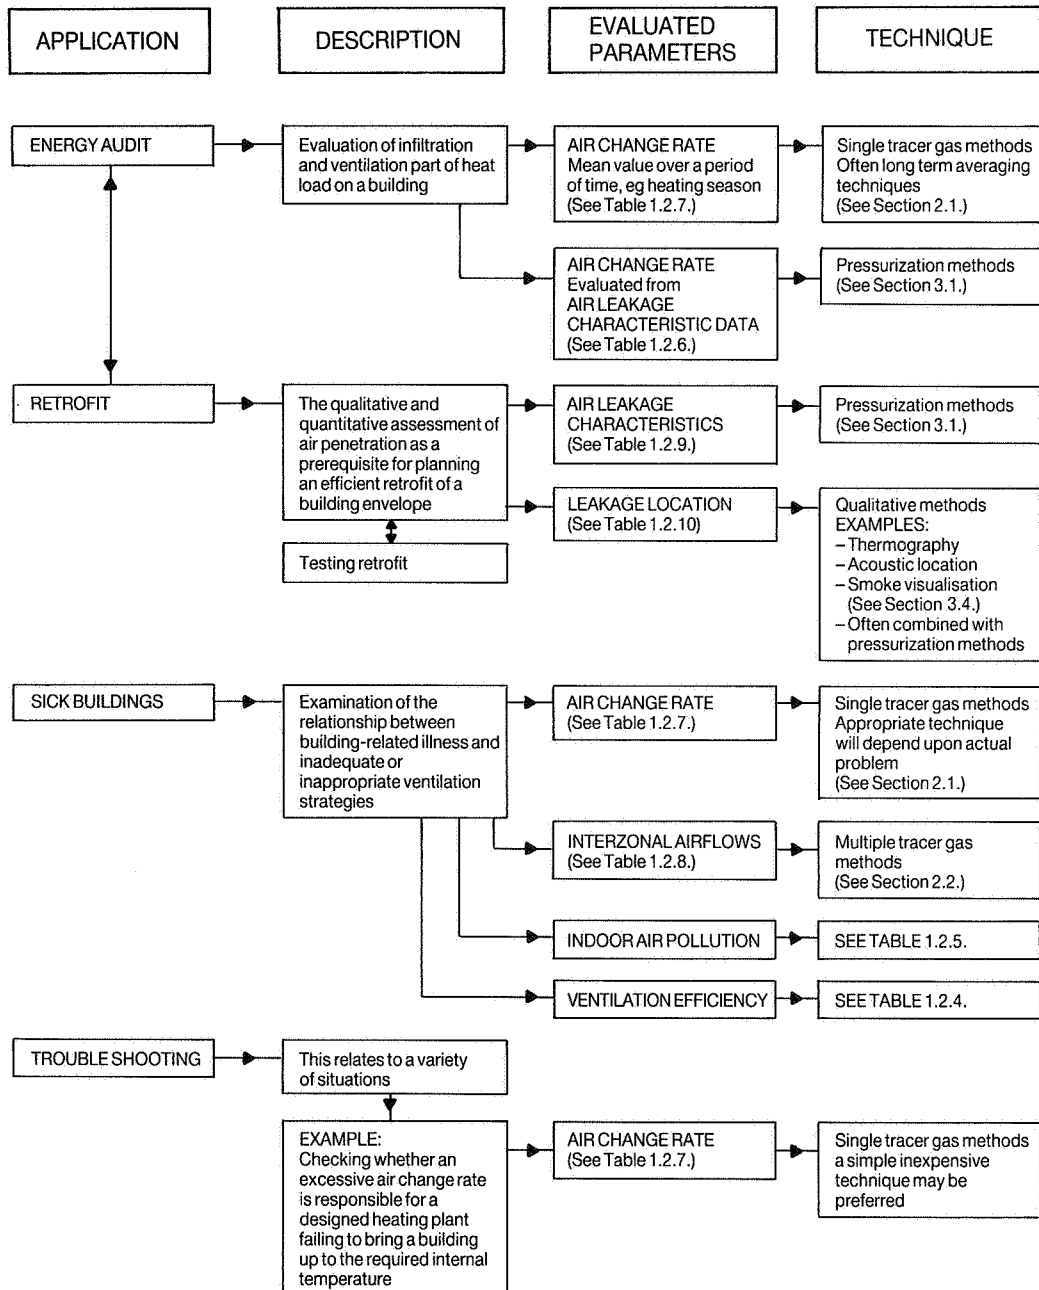 APPLICATION
DESCRIPTION
EVALUATED
PARAMETERS
TECHNIQUE
ENERGY AUDIT
Evaluation of infiltration
and ventilation part of heat
load on a building
AIR CHANGE RATE
Mean value over a period
of time, eg heating season
(See Table 1.2.7.)
Single tracer gas methods
Often long term averaging
techniques
(See Section 2.1.)
AIR CHANGE RATE
Evaluated from
AIR LEAKAGE
CHARACTERISTIC DATA
(See Table 1.2.6.)
Pressurization methods
(See Section 3.1.)
RETROFIT
The qualitative and
quantitative assessment of
air penetration as a
prerequisite for planning
an efficient retrofit of a
building envelope
Testing retrofit
AIR LEAKAGE
CHARACTERISTICS
(See Table 1.2.9.)
Pressurization methods
(See Section 3.1.)
LEAKAGE LOCATION
(See Table 1.2.10)
Qualitative methods
EXAMPLES:
– Thermography
– Acoustic location
– Smoke visualisation
(See Section 3.4.)
– Often combined with
pressurization methods
SICK BUILDINGS
Examination of the
relationship between
building-related illness and
inadequate or
inappropriate ventilation
strategies
AIR CHANGE RATE
(See Table 1.2.7.)
Single tracer gas methods
Appropriate technique
will depend upon actual
problem
(See Section 2.1.)
INTERZONAL AIRFLOWS
(See Table 1.2.8.)
Multiple tracer gas
methods
(See Section 2.2.)
INDOOR AIR POLLUTION
SEE TABLE 1.2.5.
VENTILATION EFFICIENCY
SEE TABLE 1.2.4.
TROUBLE SHOOTING
This relates to a variety
of situations
EXAMPLE:
Checking whether an
excessive air change rate
is responsible for a
designed heating plant
failing to bring a building
up to the required internal
temperature
AIR CHANGE RATE
(See Table 1.2.7.)
Single tracer gas methods
a simple inexpensive
technique may be
preferred